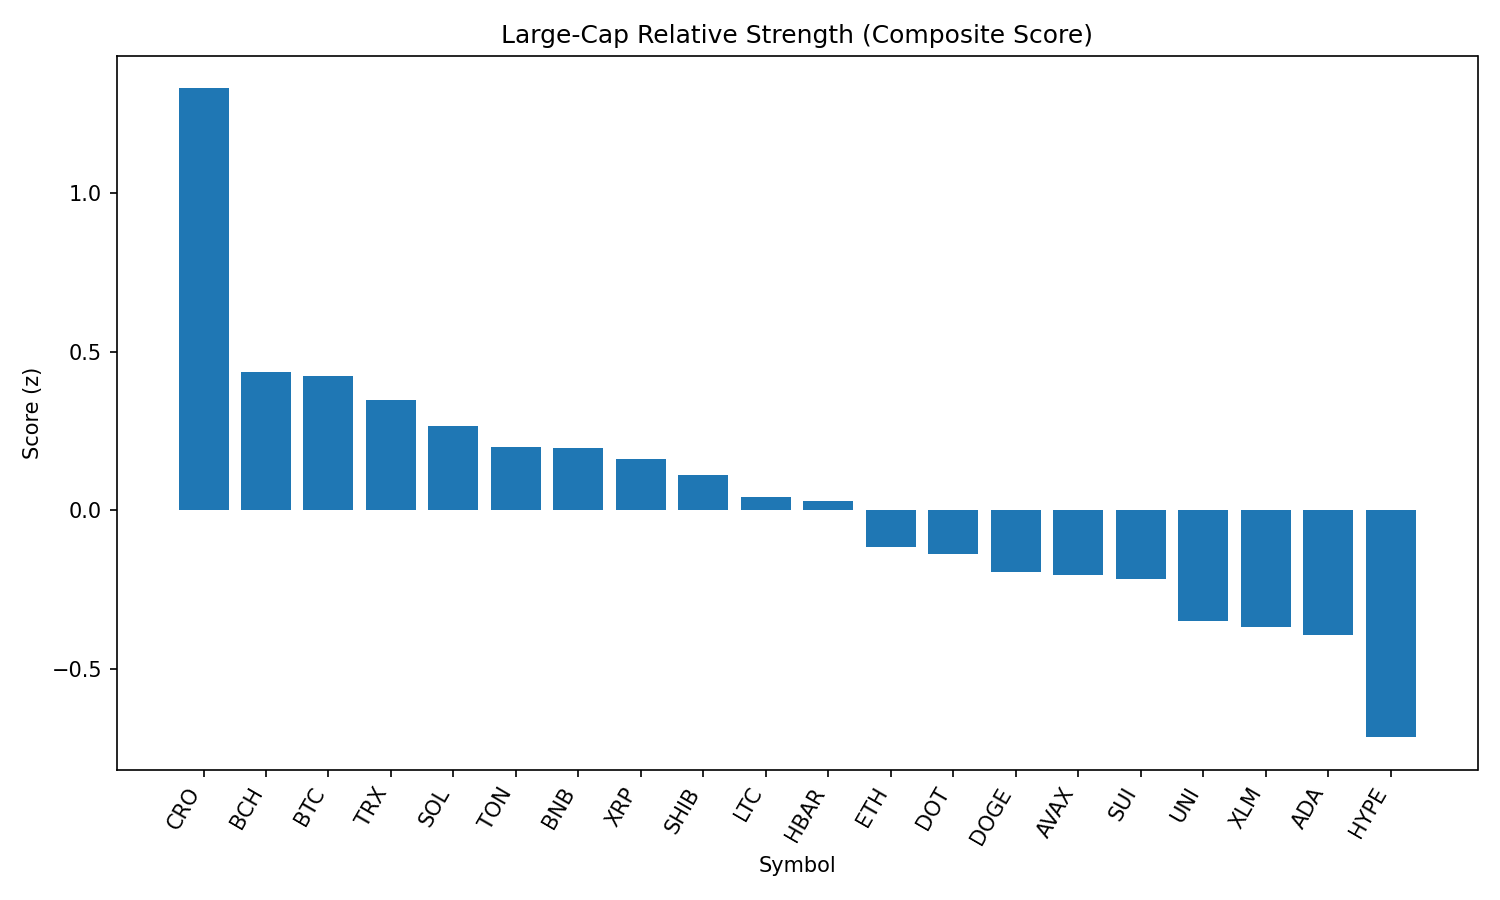 Large-Cap Relative Strength (Composite Score)
Score (z)
1.0
0.5
0.0
−0.5
CRO
BCH
BTC
TRX
SOL
TON
BNB
XRP
SHIB
LTC
HBAR
ETH
DOT
DOGE
AVAX
SUI
UNI
XLM
ADA
HYPE
Symbol